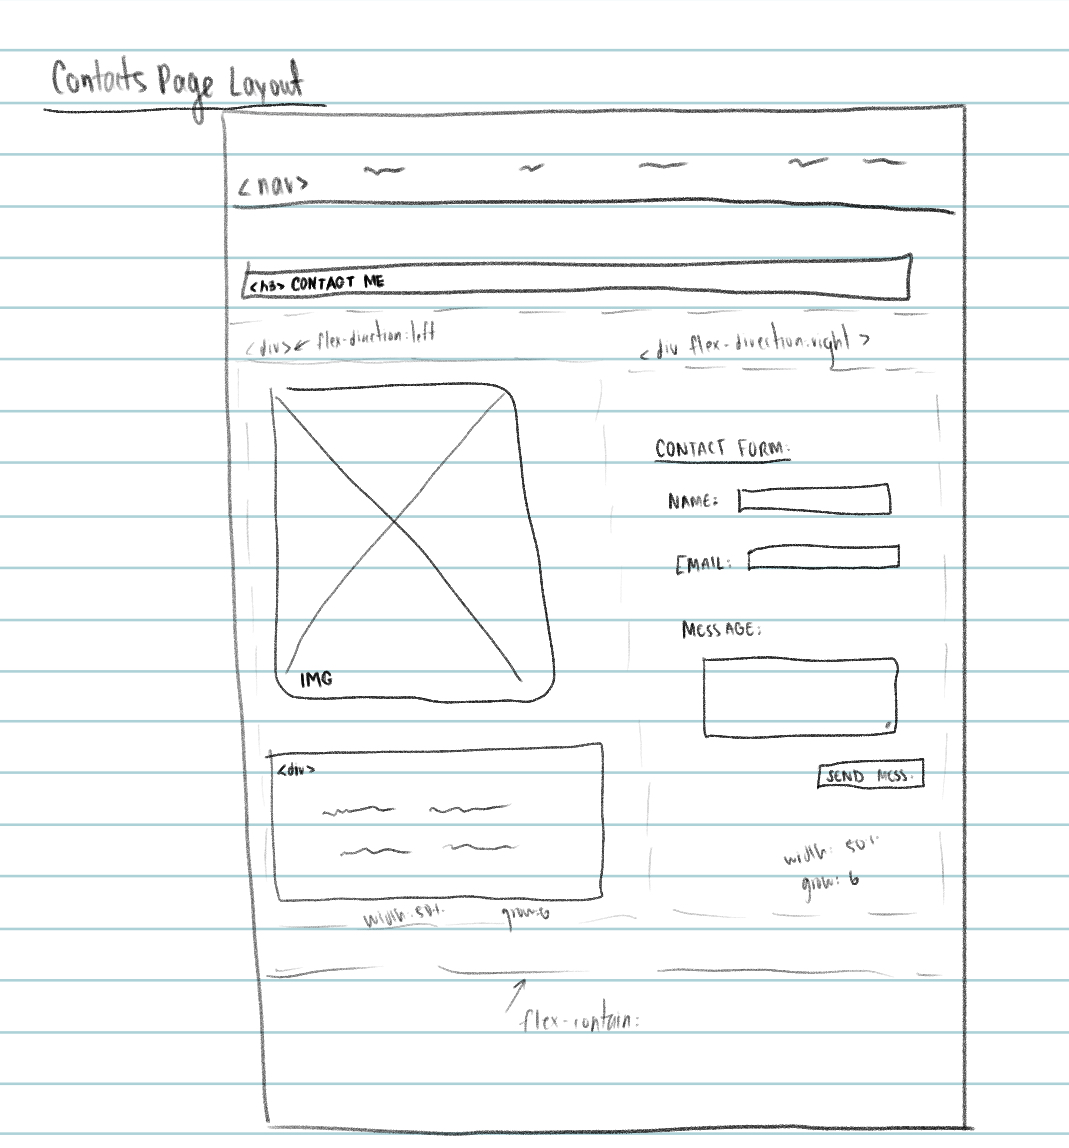 Contacts Page Layout
<nav>
<h3> CONTACT ME
<div> flex-direction:left
<div flex-direction:right >
CONTACT FORM:
NAME:
EMAIL:
MESSAGE:
IMG
<div>
SEND MESS.
width: 50%
grow: 6
width: 50%
grow: 6
flex-contain: